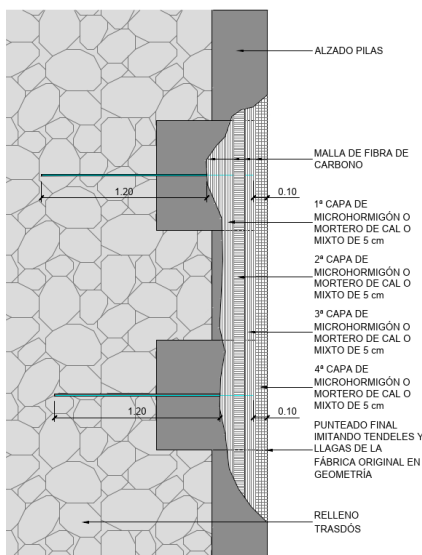 ALZADO PILAS
MALLA DE FIBRA DE
CARBONO
1.20
0.10
1ª CAPA DE
MICROHORMIGÓN O
MORTERO DE CAL O
MIXTO DE 5 cm
2ª CAPA DE
MICROHORMIGÓN O
MORTERO DE CAL O
MIXTO DE 5 cm
3ª CAPA DE
MICROHORMIGÓN O
MORTERO DE CAL O
MIXTO DE 5 cm
4ª CAPA DE
MICROHORMIGÓN O
MORTERO DE CAL O
MIXTO DE 5 cm
1.20
0.10
PUNTEADO FINAL
IMITANDO TENDELES Y
LLAGAS DE LA
FÁBRICA ORIGINAL EN
GEOMETRÍA
RELLENO
TRASDÓS